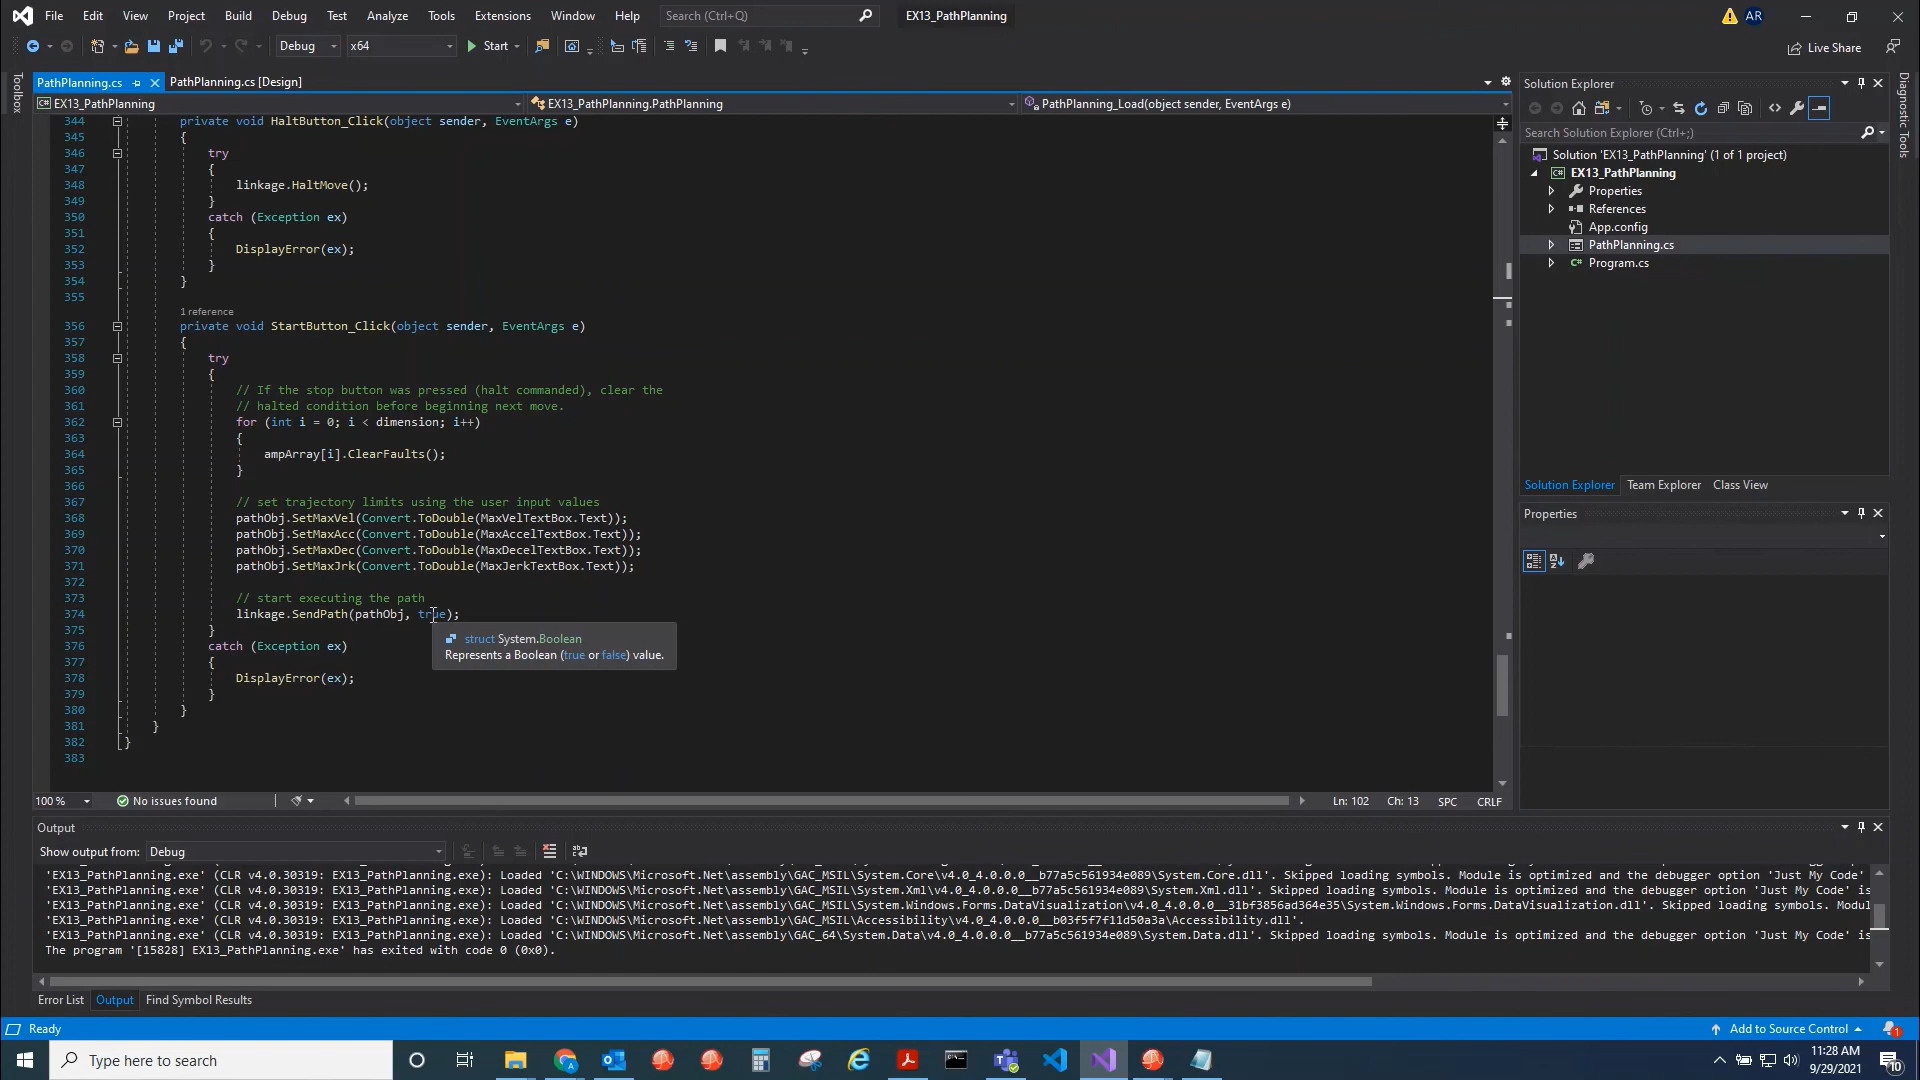 File Edit View Project Build Debug Test Analyze Tools Extensions Window Help Search (Ctrl+Q) EX13_PathPlanning AR
Debug x64 Start Live Share
Toolbox
PathPlanning.cs PathPlanning.cs [Design]
EX13_PathPlanning EX13_PathPlanning.PathPlanning PathPlanning_Load(object sender, EventArgs e)
344 private void HaltButton_Click(object sender, EventArgs e)
345 {
346 try
347 {
348 linkage.HaltMove();
349 }
350 catch (Exception ex)
351 {
352 DisplayError(ex);
353 }
354 }
355
1 reference
356 private void StartButton_Click(object sender, EventArgs e)
357 {
358 try
359 {
360 // If the stop button was pressed (halt commanded), clear the
361 // halted condition before beginning next move.
362 for (int i = 0; i < dimension; i++)
363 {
364 ampArray[i].ClearFaults();
365 }
366
367 // set trajectory limits using the user input values
368 pathObj.SetMaxVel(Convert.ToDouble(MaxVelTextBox.Text));
369 pathObj.SetMaxAcc(Convert.ToDouble(MaxAccelTextBox.Text));
370 pathObj.SetMaxDec(Convert.ToDouble(MaxDecelTextBox.Text));
371 pathObj.SetMaxJrk(Convert.ToDouble(MaxJerkTextBox.Text));
372
373 // start executing the path
374 linkage.SendPath(pathObj, true);
375 }
struct System.Boolean
Represents a Boolean (true or false) value.
376 catch (Exception ex)
377 {
378 DisplayError(ex);
379 }
380 }
381 }
382 }
383
100 % No issues found Ln: 102 Ch: 13 SPC CRLF
Solution Explorer
Search Solution Explorer (Ctrl+;)
Solution 'EX13_PathPlanning' (1 of 1 project)
EX13_PathPlanning
Properties
References
App.config
PathPlanning.cs
Program.cs
Solution Explorer Team Explorer Class View
Properties
Diagnostic Tools
Output
Show output from: Debug
'EX13_PathPlanning.exe' (CLR v4.0.30319: EX13_PathPlanning.exe): Loaded 'C:\WINDOWS\Microsoft.Net\assembly\GAC_MSIL\System.Core\v4.0_4.0.0.0__b77a5c561934e089\System.Core.dll'. Skipped loading symbols. Module is optimized and the debugger option 'Just My Code'
'EX13_PathPlanning.exe' (CLR v4.0.30319: EX13_PathPlanning.exe): Loaded 'C:\WINDOWS\Microsoft.Net\assembly\GAC_MSIL\System.Xml\v4.0_4.0.0.0__b77a5c561934e089\System.Xml.dll'. Skipped loading symbols. Module is optimized and the debugger option 'Just My Code' is
'EX13_PathPlanning.exe' (CLR v4.0.30319: EX13_PathPlanning.exe): Loaded 'C:\WINDOWS\Microsoft.Net\assembly\GAC_MSIL\System.Windows.Forms.DataVisualization\v4.0_4.0.0.0__31bf3856ad364e35\System.Windows.Forms.DataVisualization.dll'. Skipped loading symbols. Modul
'EX13_PathPlanning.exe' (CLR v4.0.30319: EX13_PathPlanning.exe): Loaded 'C:\WINDOWS\Microsoft.Net\assembly\GAC_MSIL\Accessibility\v4.0_4.0.0.0__b03f5f7f11d50a3a\Accessibility.dll'.
'EX13_PathPlanning.exe' (CLR v4.0.30319: EX13_PathPlanning.exe): Loaded 'C:\WINDOWS\Microsoft.Net\assembly\GAC_64\System.Data\v4.0_4.0.0.0__b77a5c561934e089\System.Data.dll'. Skipped loading symbols. Module is optimized and the debugger option 'Just My Code' is
The program '[15828] EX13_PathPlanning.exe' has exited with code 0 (0x0).
Error List Output Find Symbol Results
Ready Add to Source Control 1
Type here to search 11:28 AM
9/29/2021 10